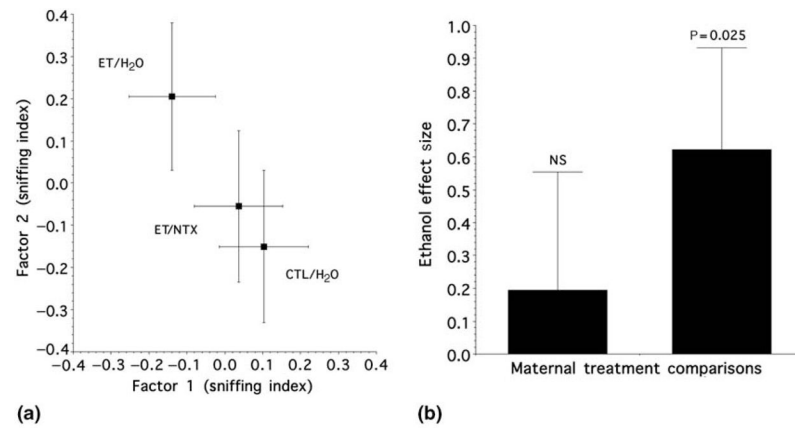 0.4
0.3
0.2
0.1
0.0
−0.1
−0.2
−0.3
−0.4
Factor 2 (sniffing index)
ET/H₂O
ET/NTX
CTL/H₂O
−0.4 −0.3 −0.2 −0.1 0.0 0.1 0.2 0.3 0.4
Factor 1 (sniffing index)
(a)
1.0
0.9
0.8
0.7
0.6
0.5
0.4
0.3
0.2
0.1
0.0
Ethanol effect size
NS
P=0.025
Maternal treatment comparisons
(b)